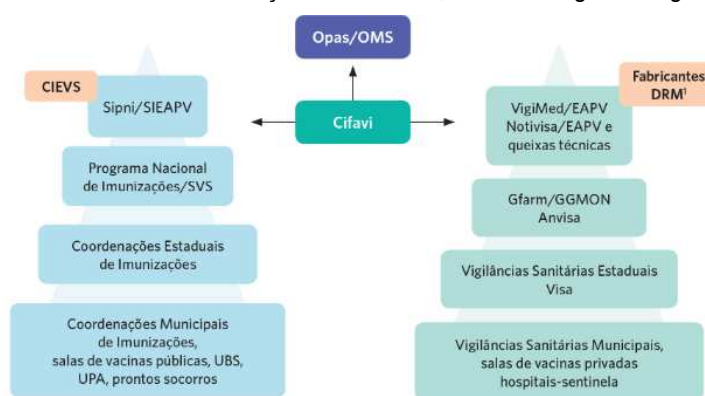 Opas/OMS
CIEVS
Sipni/SIEAPV
Cifavi
Fabricantes
DRM¹
VigiMed/EAPV
Notivisa/EAPV e
queixas técnicas
Programa Nacional
de Imunizações/SVS
Gfarm/GGMON
Anvisa
Coordenações Estaduais
de Imunizações
Vigilâncias Sanitárias Estaduais
Visa
Coordenações Municipais
de Imunizações,
salas de vacinas públicas, UBS,
UPA, prontos socorros
Vigilâncias Sanitárias Municipais,
salas de vacinas privadas
hospitais-sentinela